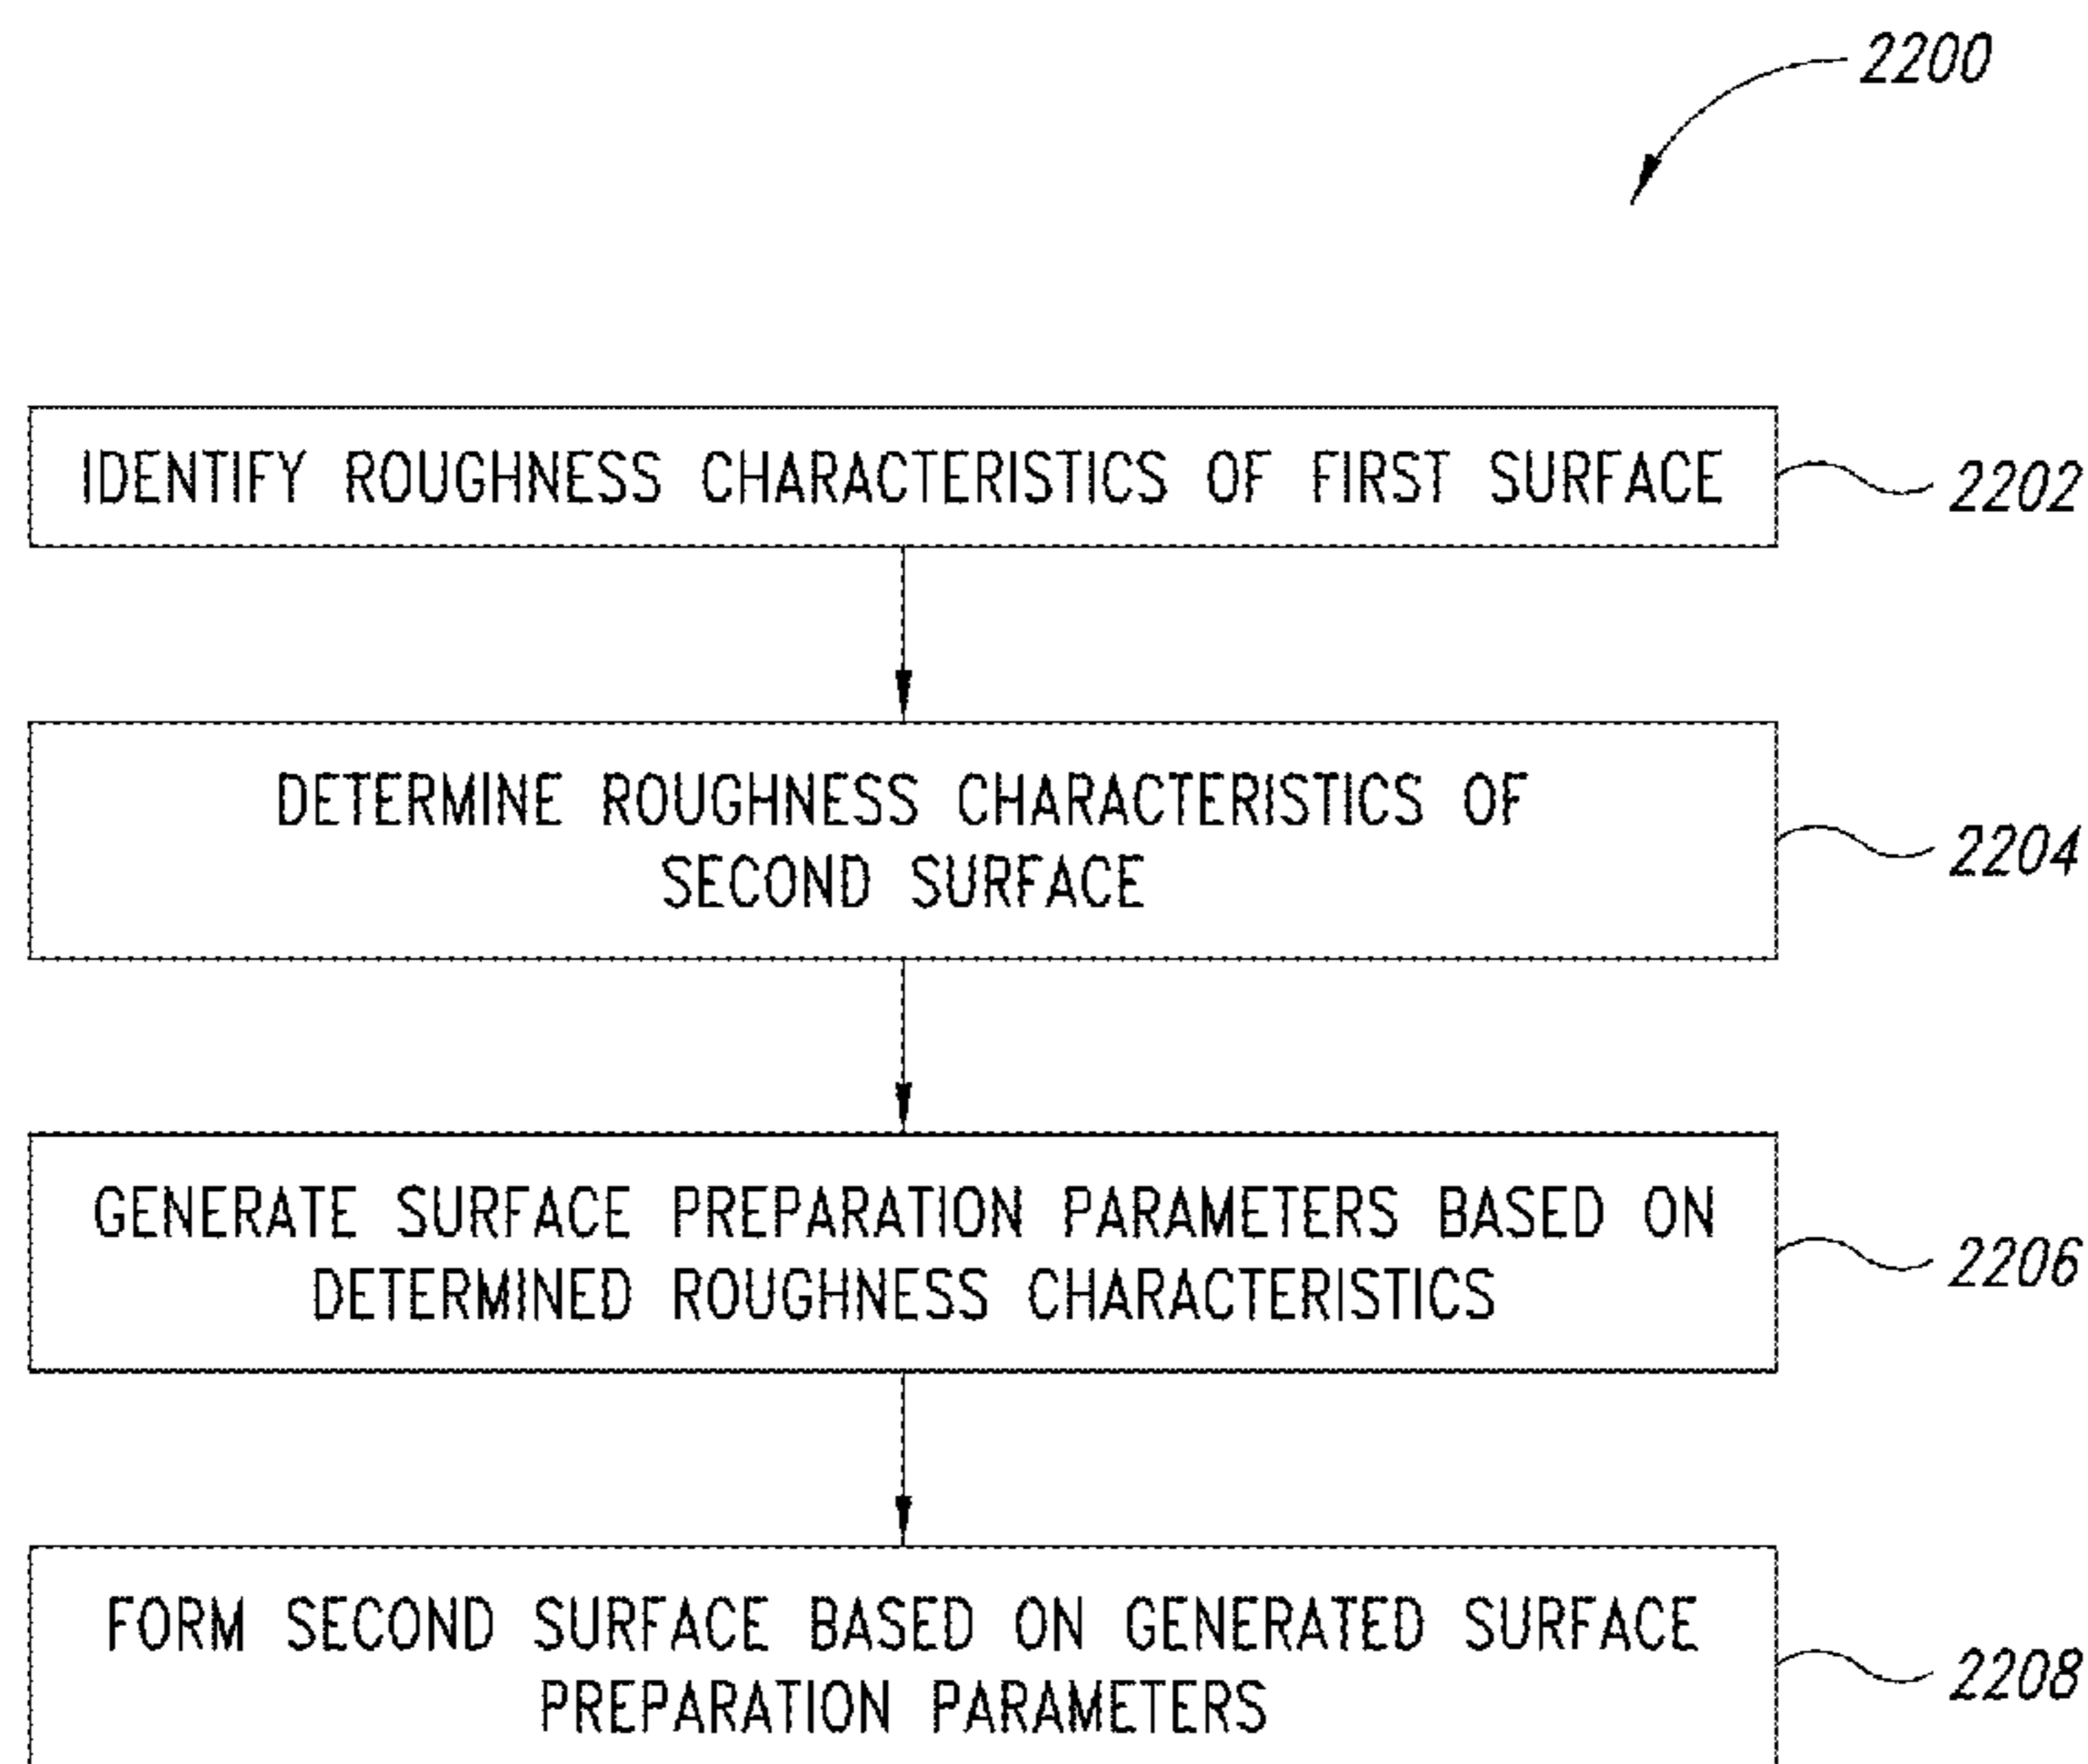 2200
IDENTIFY ROUGHNESS CHARACTERISTICS OF FIRST SURFACE
2202
DETERMINE ROUGHNESS CHARACTERISTICS OF
SECOND SURFACE
2204
GENERATE SURFACE PREPARATION PARAMETERS BASED ON
DETERMINED ROUGHNESS CHARACTERISTICS
2206
FORM SECOND SURFACE BASED ON GENERATED SURFACE
PREPARATION PARAMETERS
2208